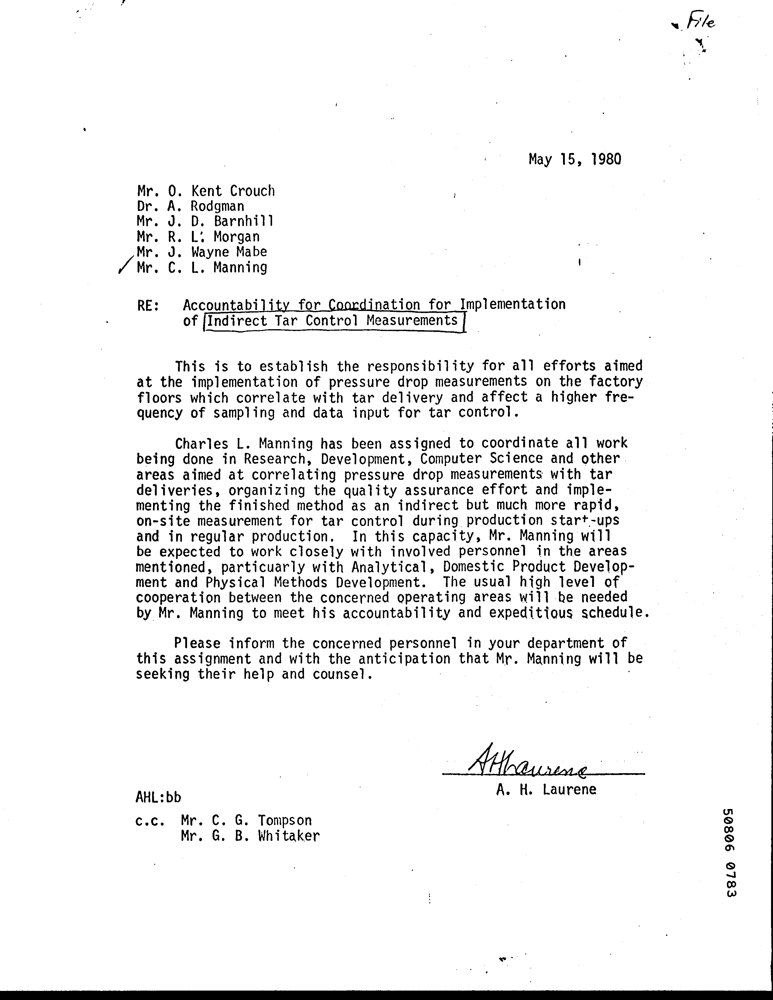 File
May 15, 1980
Mr. O. Kent Crouch
Dr. A. Rodgman
Mr. J. D. Barnhill
Mr. R. L. Morgan
Mr. J. Wayne Mabe
Mr. C. L. Manning
RE: Accountability for Coordination for Implementation
of Indirect Tar Control Measurements
This is to establish the responsibility for all efforts aimed
at the implementation of pressure drop measurements on the factory
floors which correlate with tar delivery and affect a higher fre-
quency of sampling and data input for tar control.
Charles L. Manning has been assigned to coordinate all work
being done in Research, Development, Computer Science and other
areas aimed at correlating pressure drop measurements with tar
deliveries, organizing the quality assurance effort and imple-
menting the finished method as an indirect but much more rapid,
on-site measurement for tar control during production start-ups
and in regular production. In this capacity, Mr. Manning will
be expected to work closely with involved personnel in the areas
mentioned, particuarly with Analytical, Domestic Product Develop-
ment and Physical Methods Development. The usual high level of
cooperation between the concerned operating areas will be needed
by Mr. Manning to meet his accountability and expeditious schedule.
Please inform the concerned personnel in your department of
this assignment and with the anticipation that Mr. Manning will be
seeking their help and counsel.
AHLaurene
A. H. Laurene
AHL:bb
c.c. Mr. C. G. Tompson
Mr. G. B. Whitaker
50806 0783